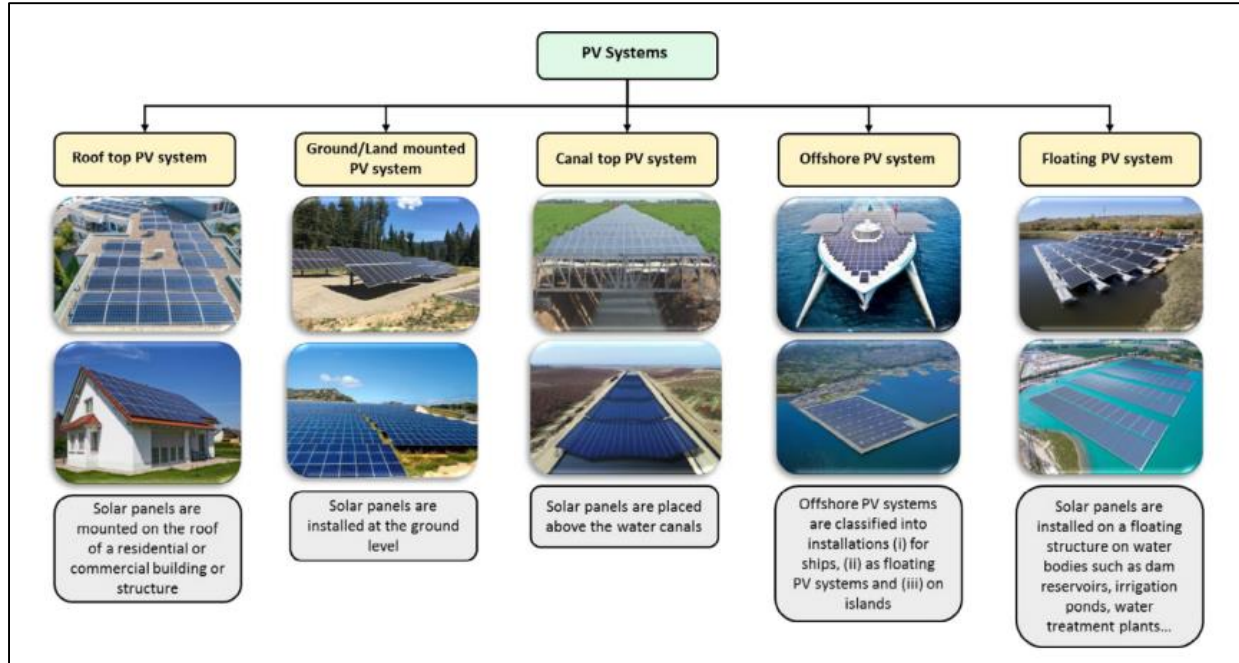 PV Systems
Roof top PV system
Ground/Land mounted
PV system
Canal top PV system
Offshore PV system
Floating PV system
Solar panels are
mounted on the roof
of a residential or
commercial building or
structure
Solar panels are
installed at the ground
level
Solar panels are placed
above the water canals
Offshore PV systems
are classified into
installations (i) for
ships, (ii) as floating
PV systems and (iii) on
islands
Solar panels are
installed on a floating
structure on water
bodies such as dam
reservoirs, irrigation
ponds, water
treatment plants...